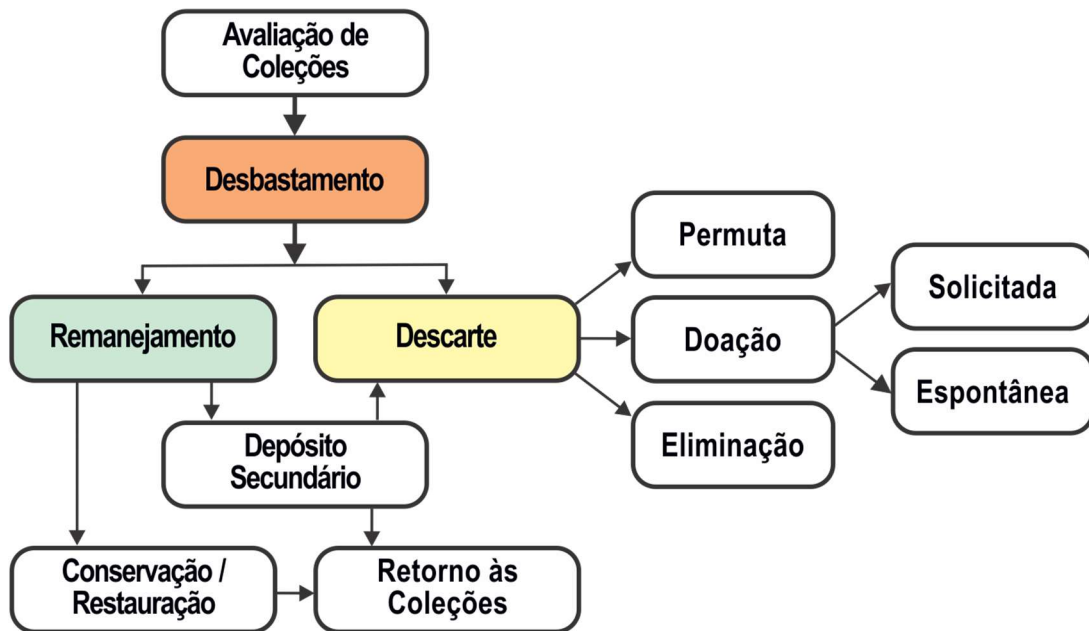 Avaliação de
Coleções
Desbastamento
Remanejamento
Descarte
Permuta
Doação
Eliminação
Solicitada
Espontânea
Depósito
Secundário
Conservação /
Restauração
Retorno às
Coleções